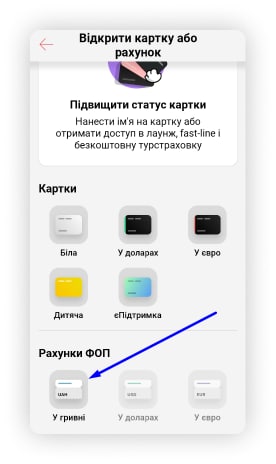 Відкрити картку або
рахунок
Підвищити статус картки
Нанести ім'я на картку або
отримати доступ в лаунж, fast-line і
безкоштовну турстраховку
Картки
Біла
У доларах
У євро
Дитяча
єПідтримка
Рахунки ФОП
UAH
USD
EUR
У гривні
У доларах
У євро